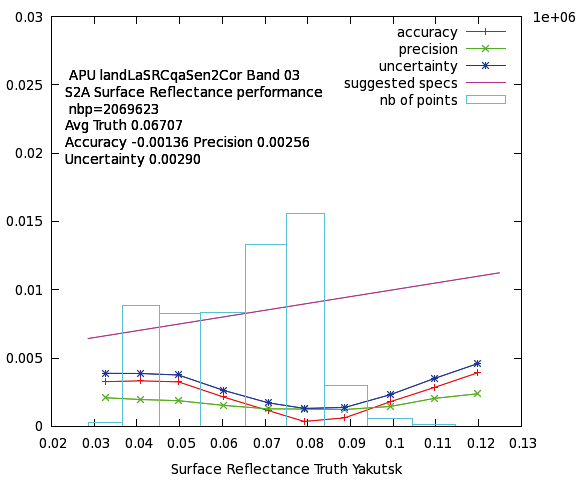 0.03
0.025
0.02
0.015
0.01
0.005
0
1e+06
accuracy
precision
uncertainty
suggested specs
nb of points
APU landLaSRCqaSen2Cor Band 03
S2A Surface Reflectance performance
nbp=2069623
Avg Truth 0.06707
Accuracy -0.00136 Precision 0.00256
Uncertainty 0.00290
0.02 0.03 0.04 0.05 0.06 0.07 0.08 0.09 0.1 0.11 0.12 0.13
Surface Reflectance Truth Yakutsk